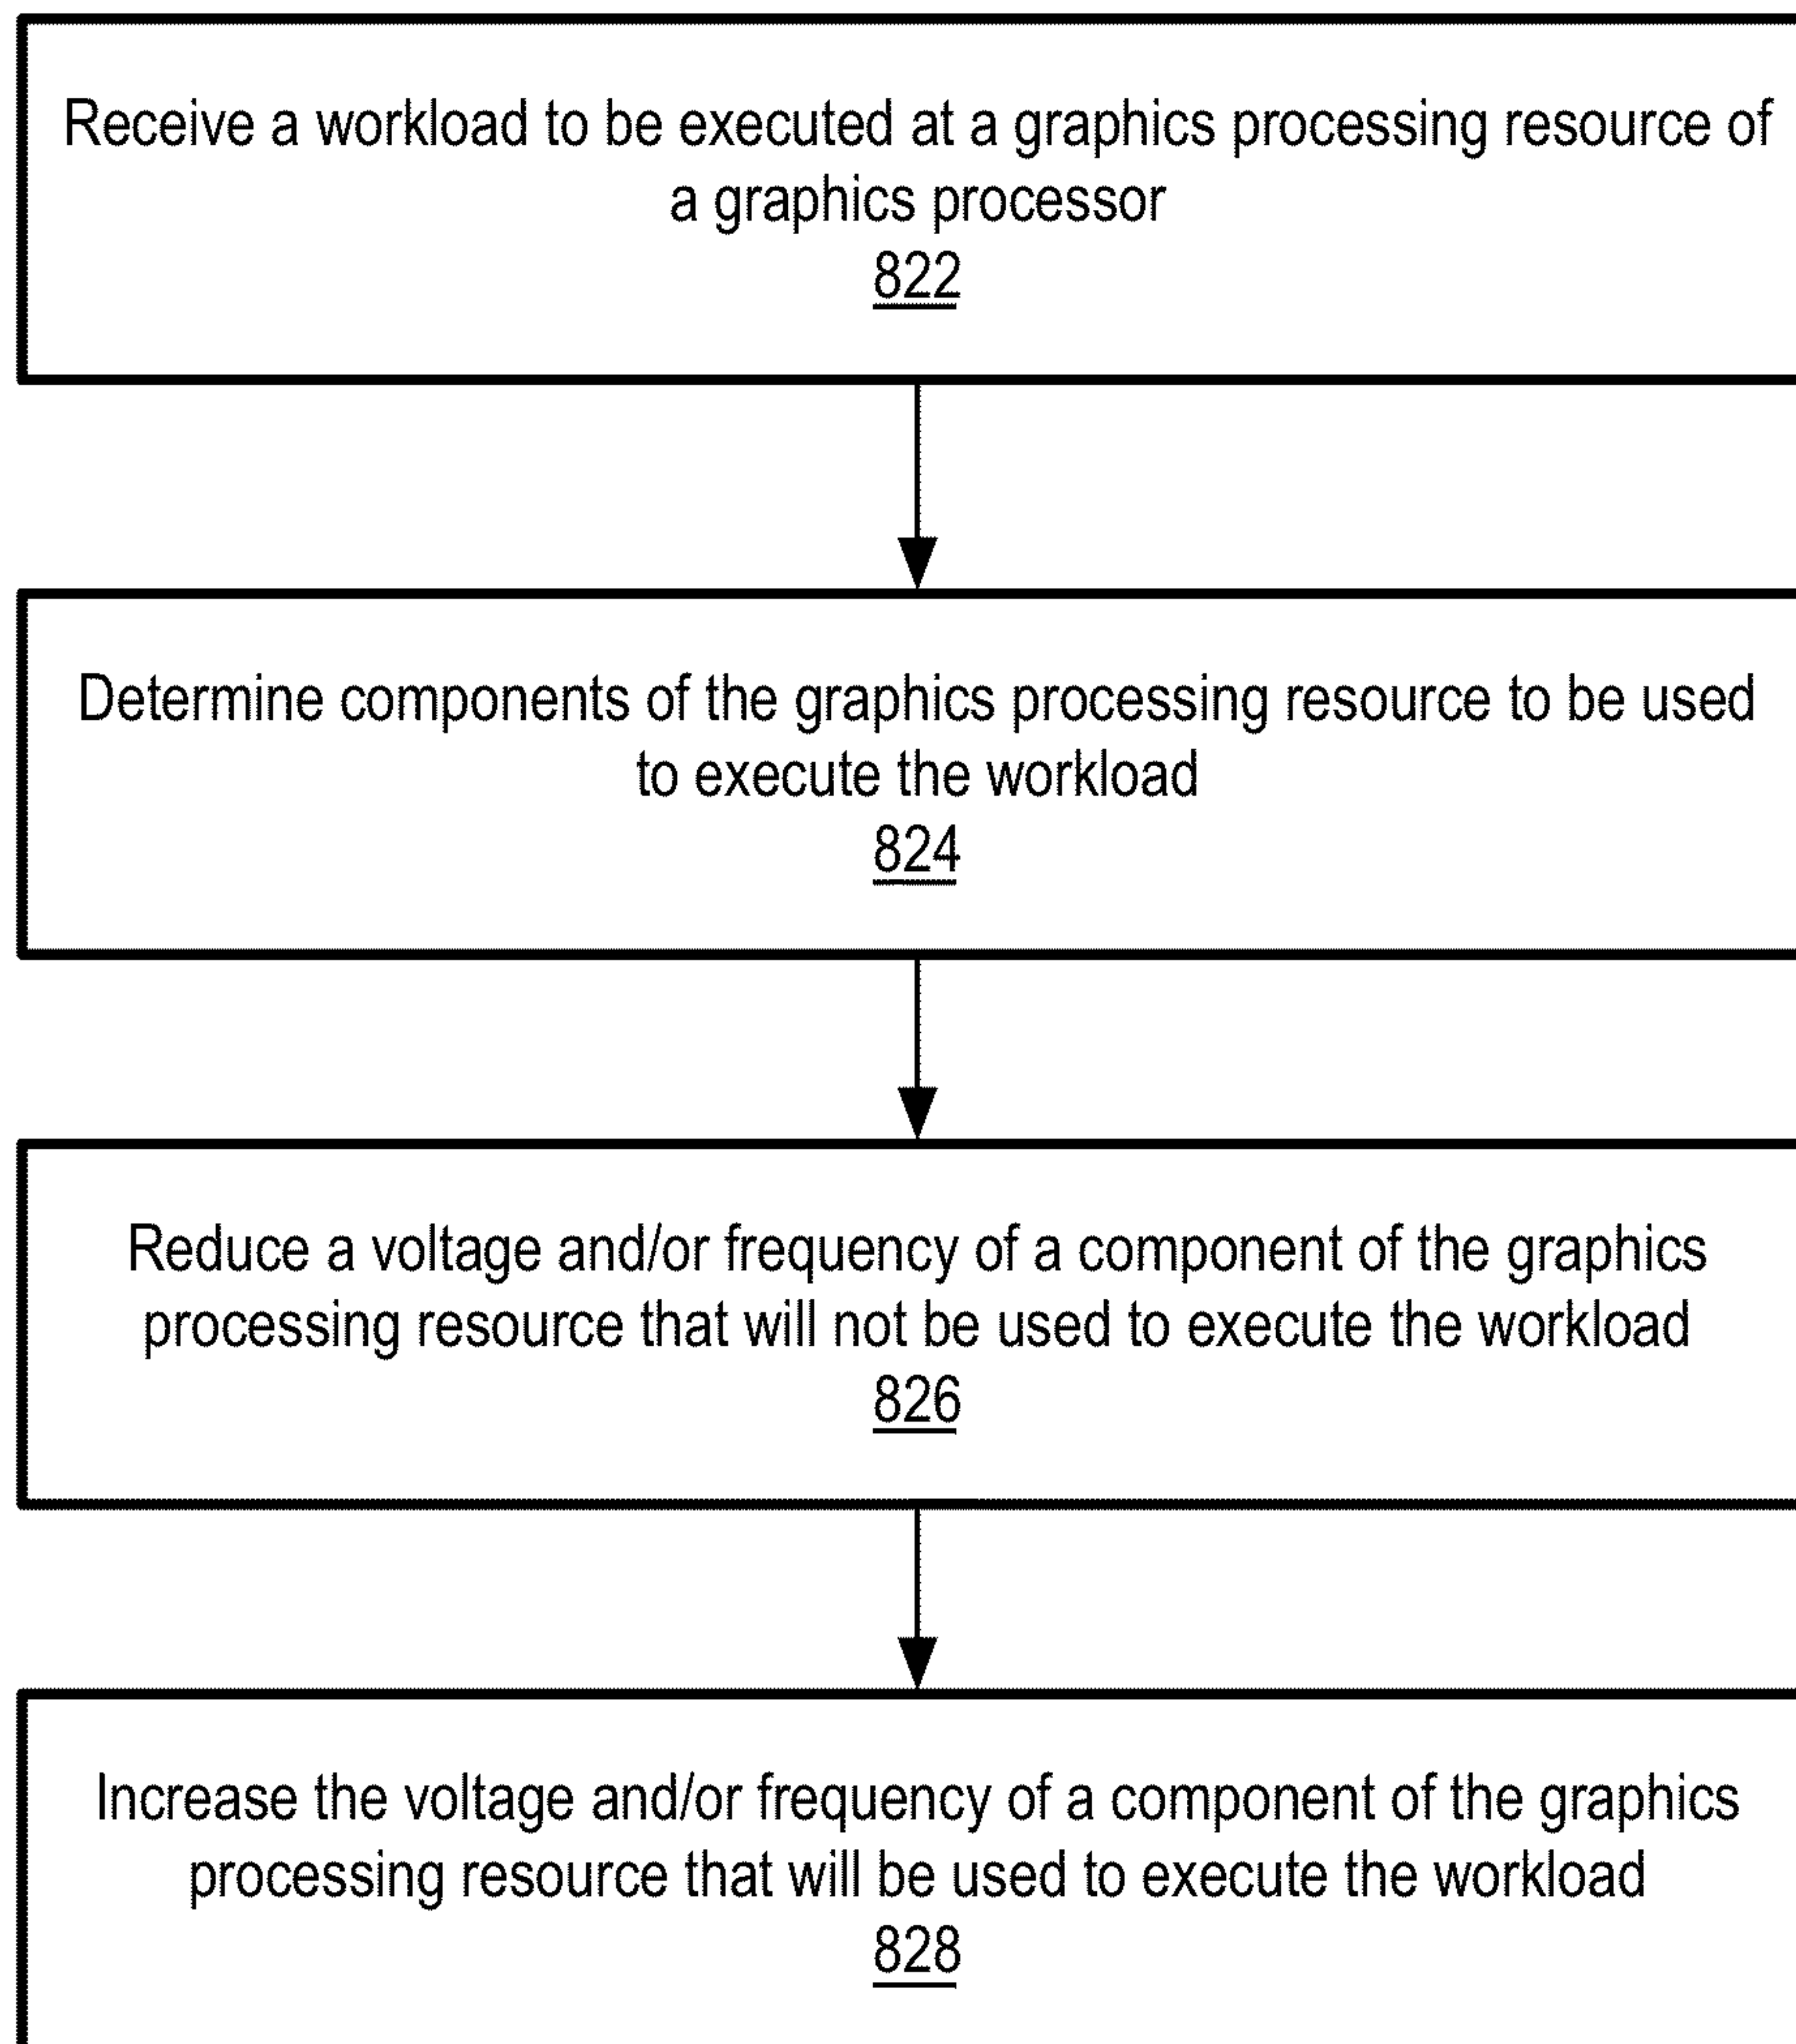 Receive a workload to be executed at a graphics processing resource of
a graphics processor
822
Determine components of the graphics processing resource to be used
to execute the workload
824
Reduce a voltage and/or frequency of a component of the graphics
processing resource that will not be used to execute the workload
826
Increase the voltage and/or frequency of a component of the graphics
processing resource that will be used to execute the workload
828